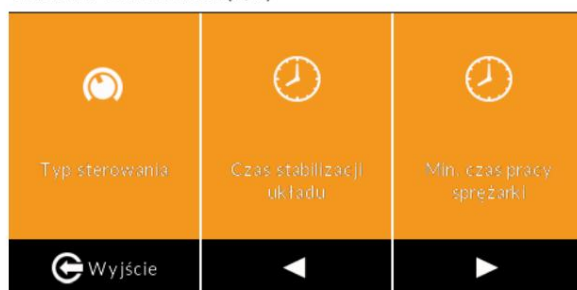 Typ sterowania
Czas stabilizacji
układu
Min. czas pracy
sprężarki
Wyjście